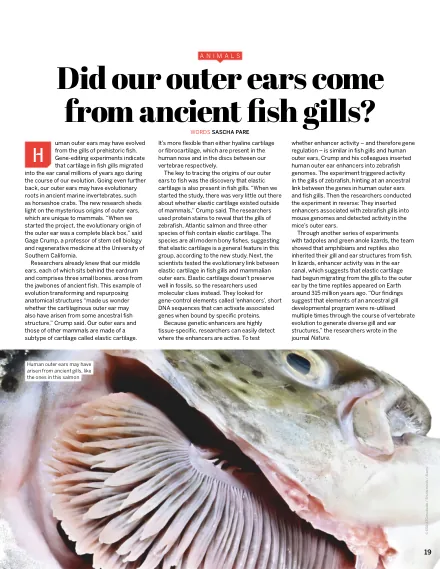 ANIMALS
Did our outer ears come
from ancient fish gills?
WORDS SASCHA PARE
Human outer ears may have evolved
from the gills of prehistoric fish.
Gene-editing experiments indicate
that cartilage in fish gills migrated
into the ear canal millions of years ago during
the course of our evolution. Going even further
back, our outer ears may have evolutionary
roots in ancient marine invertebrates, such
as horseshoe crabs. The new research sheds
light on the mysterious origins of outer ears,
which are unique to mammals. "When we
started the project, the evolutionary origin of
the outer ear was a complete black box," said
Gage Crump, a professor of stem cell biology
and regenerative medicine at the University of
Southern California.
Researchers already knew that our middle
ears, each of which sits behind the eardrum
and comprises three small bones, arose from
the jawbones of ancient fish. This example of
evolution transforming and repurposing
anatomical structures "made us wonder
whether the cartilaginous outer ear may
also have arisen from some ancestral fish
structure," Crump said. Our outer ears and
those of other mammals are made of a
subtype of cartilage called elastic cartilage.
It's more flexible than either hyaline cartilage
or fibrocartilage, which are present in the
human nose and in the discs between our
vertebrae respectively.
The key to tracing the origins of our outer
ears to fish was the discovery that elastic
cartilage is also present in fish gills. "When we
started the study, there was very little out there
about whether elastic cartilage existed outside
of mammals," Crump said. The researchers
used protein stains to reveal that the gills of
zebrafish, Atlantic salmon and three other
species of fish contain elastic cartilage. The
species are all modern bony fishes, suggesting
that elastic cartilage is a general feature in this
group, according to the new study. Next, the
scientists tested the evolutionary link between
elastic cartilage in fish gills and mammalian
outer ears. Elastic cartilage doesn't preserve
well in fossils, so the researchers used
molecular clues instead. They looked for
gene-control elements called 'enhancers', short
DNA sequences that can activate associated
genes when bound by specific proteins.
Because genetic enhancers are highly
tissue-specific, researchers can easily detect
where the enhancers are active. To test
whether enhancer activity – and therefore gene
regulation – is similar in fish gills and human
outer ears, Crump and his colleagues inserted
human outer ear enhancers into zebrafish
genomes. The experiment triggered activity
in the gills of zebrafish, hinting at an ancestral
link between the genes in human outer ears
and fish gills. Then the researchers conducted
the experiment in reverse: They inserted
enhancers associated with zebrafish gills into
mouse genomes and detected activity in the
mice's outer ears.
Through another series of experiments
with tadpoles and green anole lizards, the team
showed that amphibians and reptiles also
inherited their gill and ear structures from fish.
In lizards, enhancer activity was in the ear
canal, which suggests that elastic cartilage
had begun migrating from the gills to the outer
ear by the time reptiles appeared on Earth
around 315 million years ago. "Our findings
suggest that elements of an ancestral gill
developmental program were re-utilised
multiple times through the course of vertebrate
evolution to generate diverse gill and ear
structures," the researchers wrote in the
journal Nature.
Human outer ears may have
arisen from ancient gills, like
the ones in this salmon
19